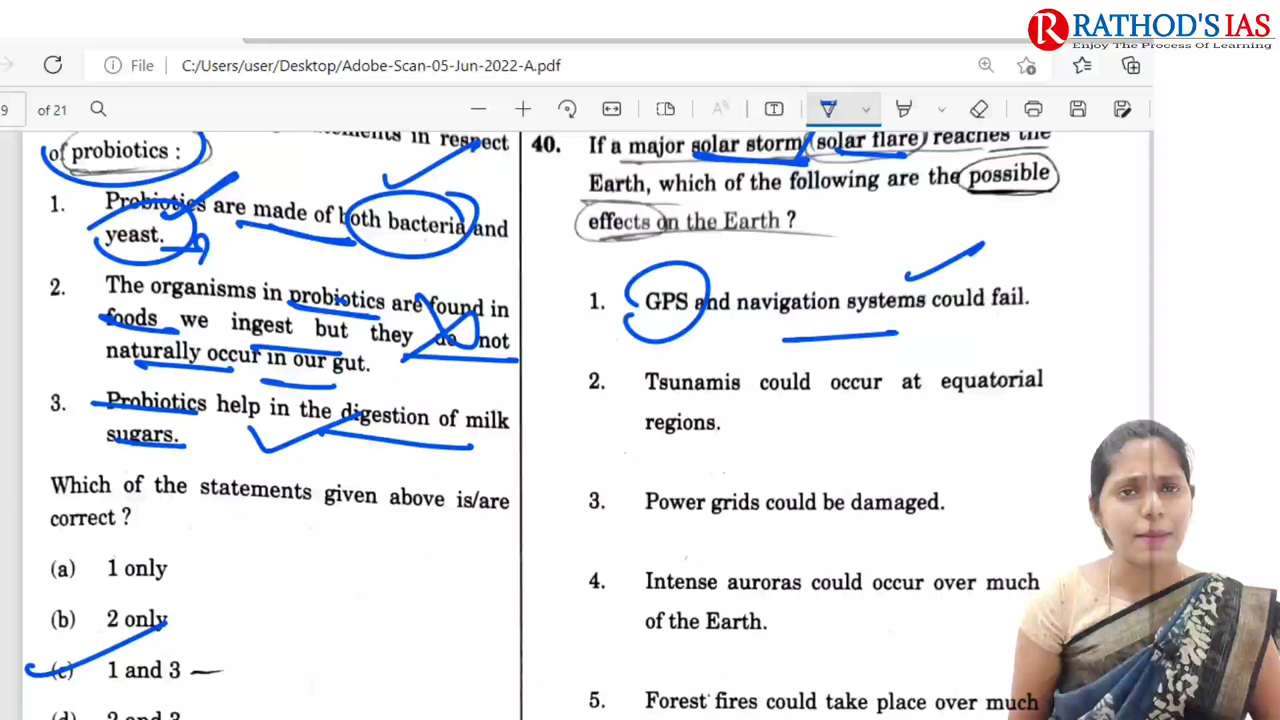 RATHOD'S IAS
Enjoy The Process Of Learning
File C:/Users/user/Desktop/Adobe-Scan-05-Jun-2022-A.pdf
9 of 21
in respect
of probiotics :
1. Probiotics are made of both bacteria and
yeast.
2. The organisms in probiotics are found in
foods we ingest but they do not
naturally occur in our gut.
3. Probiotics help in the digestion of milk
sugars.
Which of the statements given above is/are
correct ?
(a) 1 only
(b) 2 only
(c) 1 and 3
(d) 2 and 3
40. If a major solar storm (solar flare) reaches the
Earth, which of the following are the possible
effects on the Earth ?
1. GPS and navigation systems could fail.
2. Tsunamis could occur at equatorial
regions.
3. Power grids could be damaged.
4. Intense auroras could occur over much
of the Earth.
5. Forest fires could take place over much